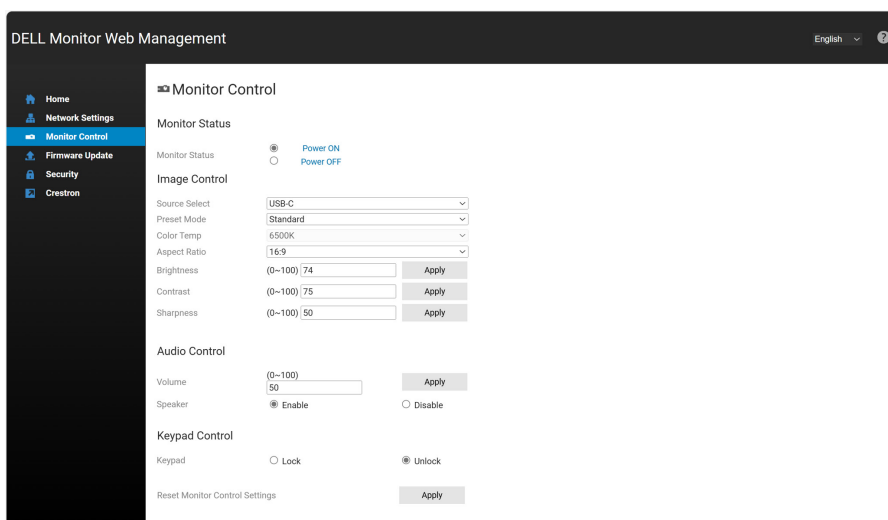 DELL Monitor Web Management
English
?
Home
Network Settings
Monitor Control
Firmware Update
Security
Crestron
Monitor Control
Monitor Status
Monitor Status
Power ON
Power OFF
Image Control
Source Select USB-C
Preset Mode Standard
Color Temp 6500K
Aspect Ratio 16:9
Brightness (0~100) 74 Apply
Contrast (0~100) 75 Apply
Sharpness (0~100) 50 Apply
Audio Control
(0~100)
Volume 50 Apply
Speaker Enable Disable
Keypad Control
Keypad Lock Unlock
Reset Monitor Control Settings Apply